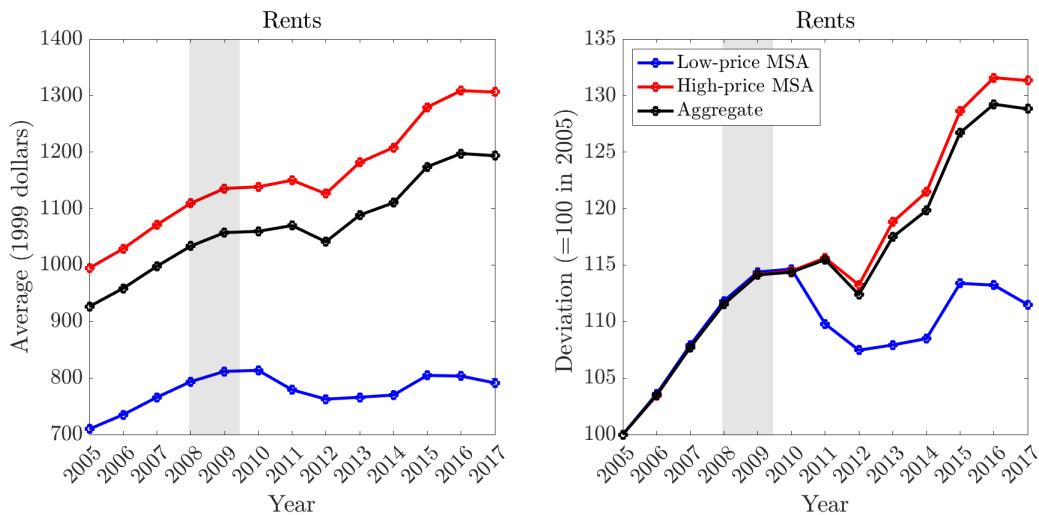 Rents
1400
1300
1200
1100
1000
900
800
700
Average (1999 dollars)
2005 2006 2007 2008 2009 2010 2011 2012 2013 2014 2015 2016 2017
Year
Rents
135
130
125
120
115
110
105
100
Deviation (=100 in 2005)
Low-price MSA
High-price MSA
Aggregate
2005 2006 2007 2008 2009 2010 2011 2012 2013 2014 2015 2016 2017
Year